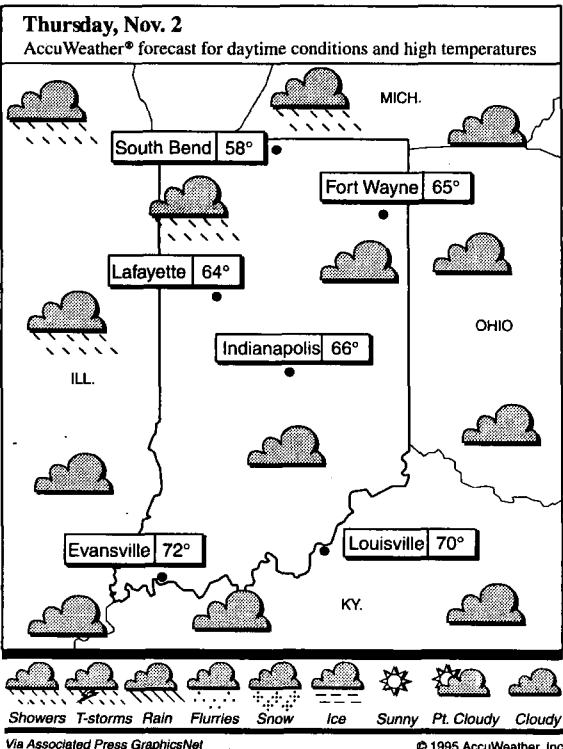 Thursday, Nov. 2
AccuWeather® forecast for daytime conditions and high temperatures
MICH.
South Bend 58°
Fort Wayne 65°
Lafayette 64°
OHIO
Indianapolis 66°
ILL.
Evansville 72°
Louisville 70°
KY.
Showers T-storms Rain Flurries Snow Ice Sunny Pt. Cloudy Cloudy
Via Associated Press GraphicsNet
© 1995 AccuWeather, Inc